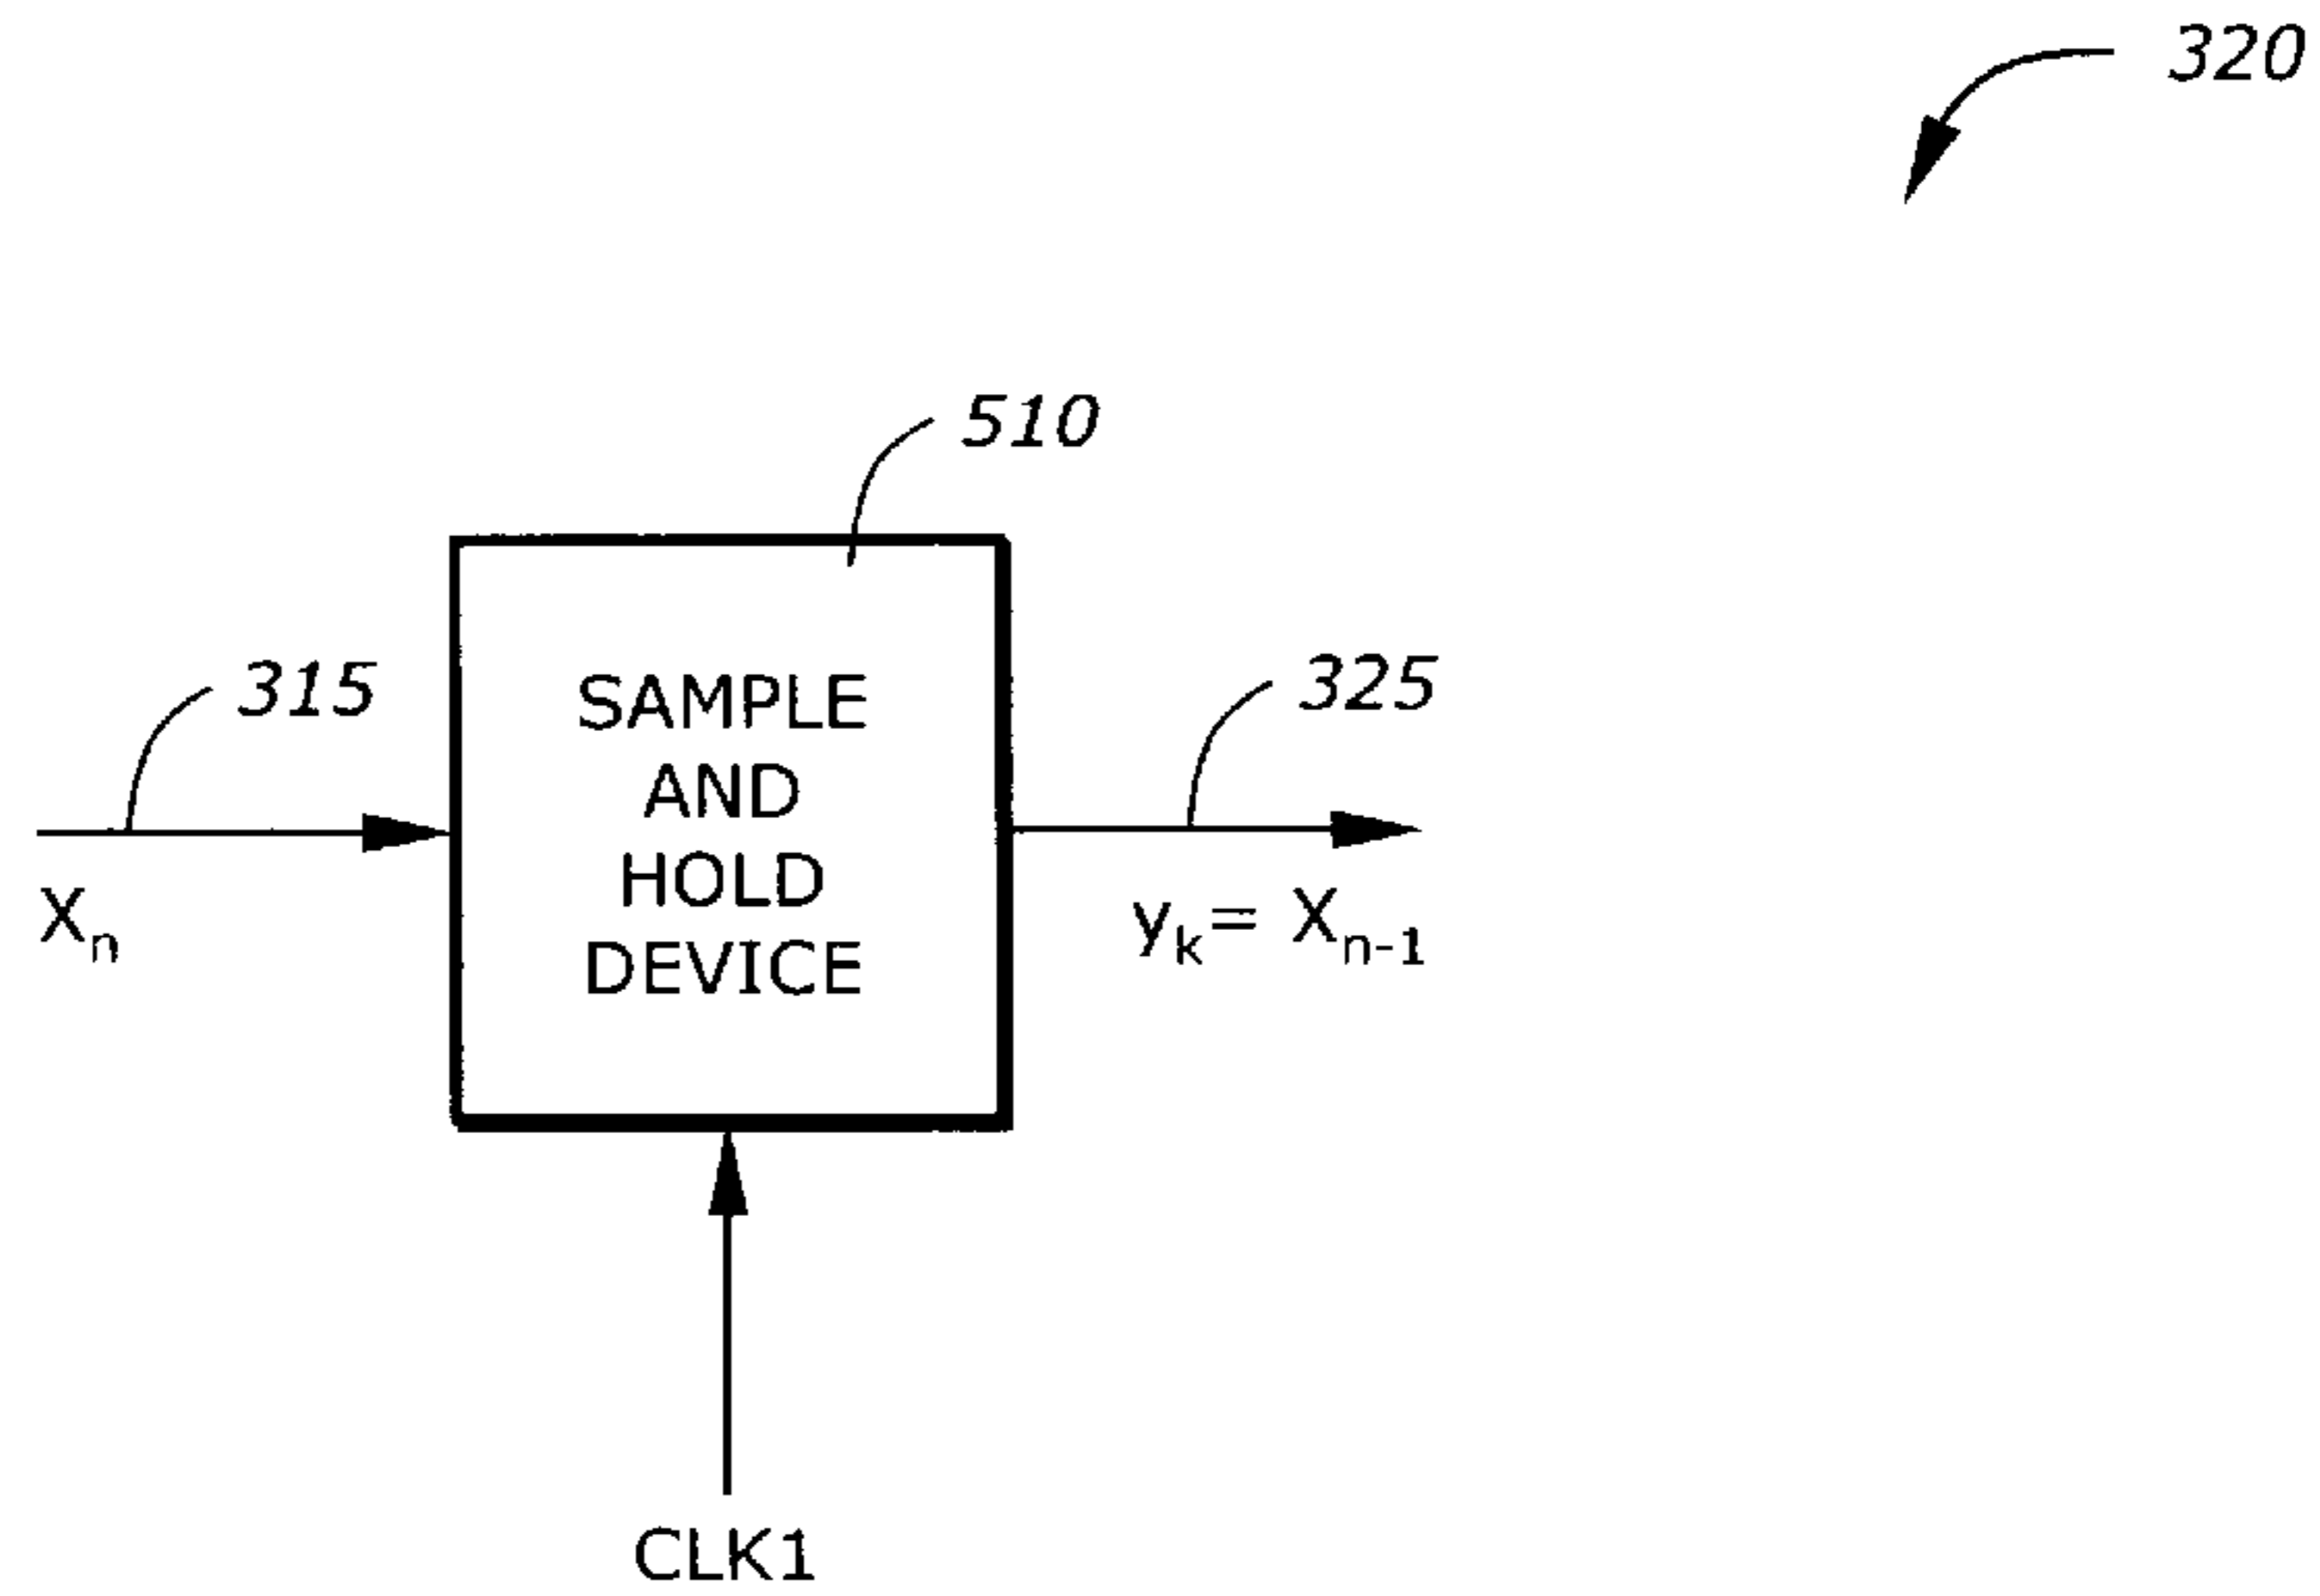 320
510
315
325
SAMPLE
AND
HOLD
DEVICE
Xn
yk= Xn-1
CLK1